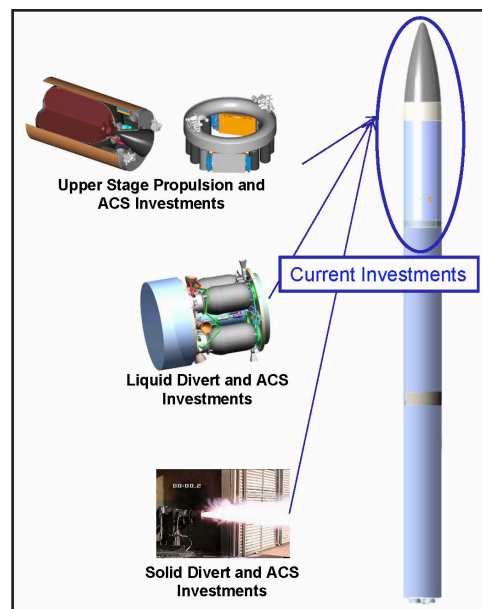 Upper Stage Propulsion and
ACS Investments
Current Investments
Liquid Divert and ACS
Investments
00:00.2
Solid Divert and ACS
Investments